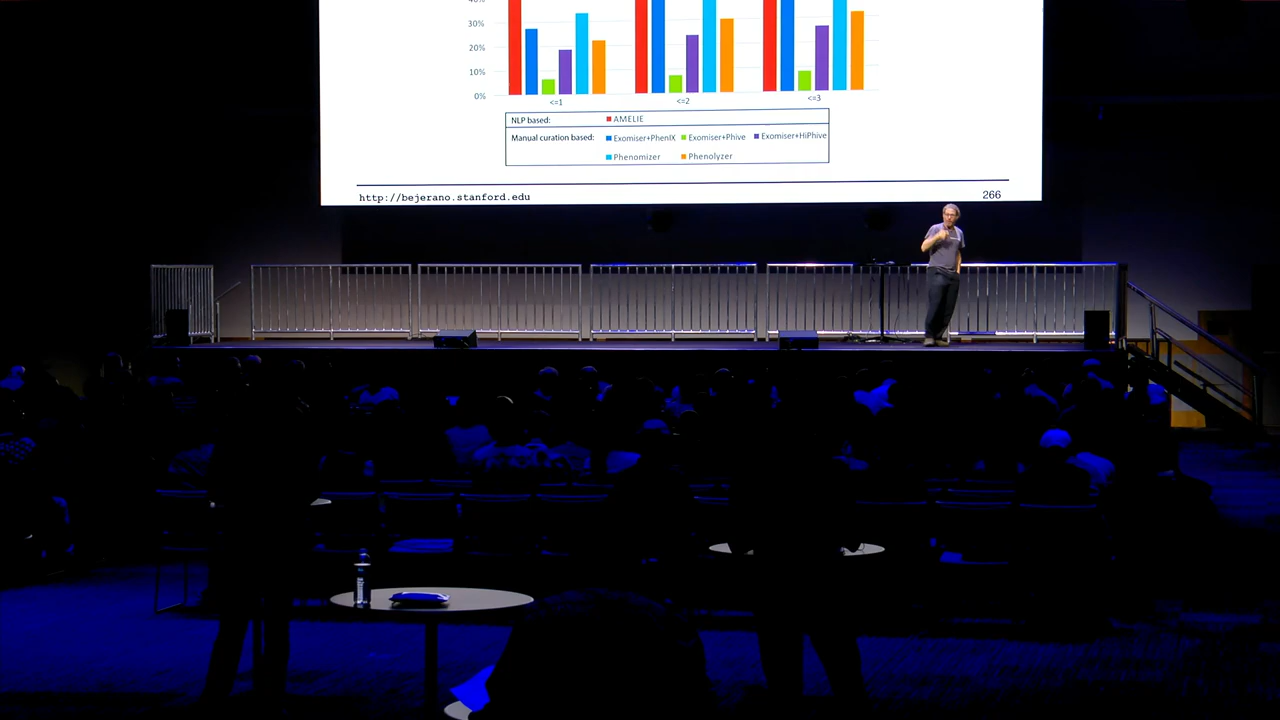 30%
20%
10%
0%
<=1 <=2 <=3
NLP based: AMELIE
Manual curation based: Exomiser+PhenIX Exomiser+Phive Exomiser+HiPhive
Phenomizer Phenolyzer
http://bejerano.stanford.edu 266